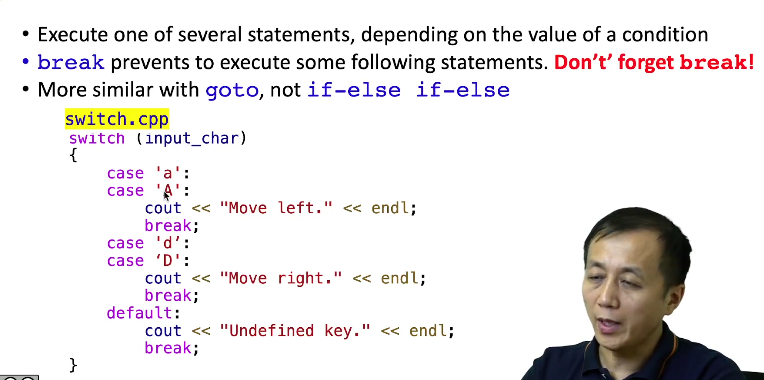 • Execute one of several statements, depending on the value of a condition
• break prevents to execute some following statements. Don't' forget break!
• More similar with goto, not if-else if-else
switch.cpp
switch (input_char)
{
case 'a':
case 'A':
cout << "Move left." << endl;
break;
case 'd’:
case ‘D':
cout << "Move right." << endl;
break;
default:
cout << "Undefined key." << endl;
break;
}